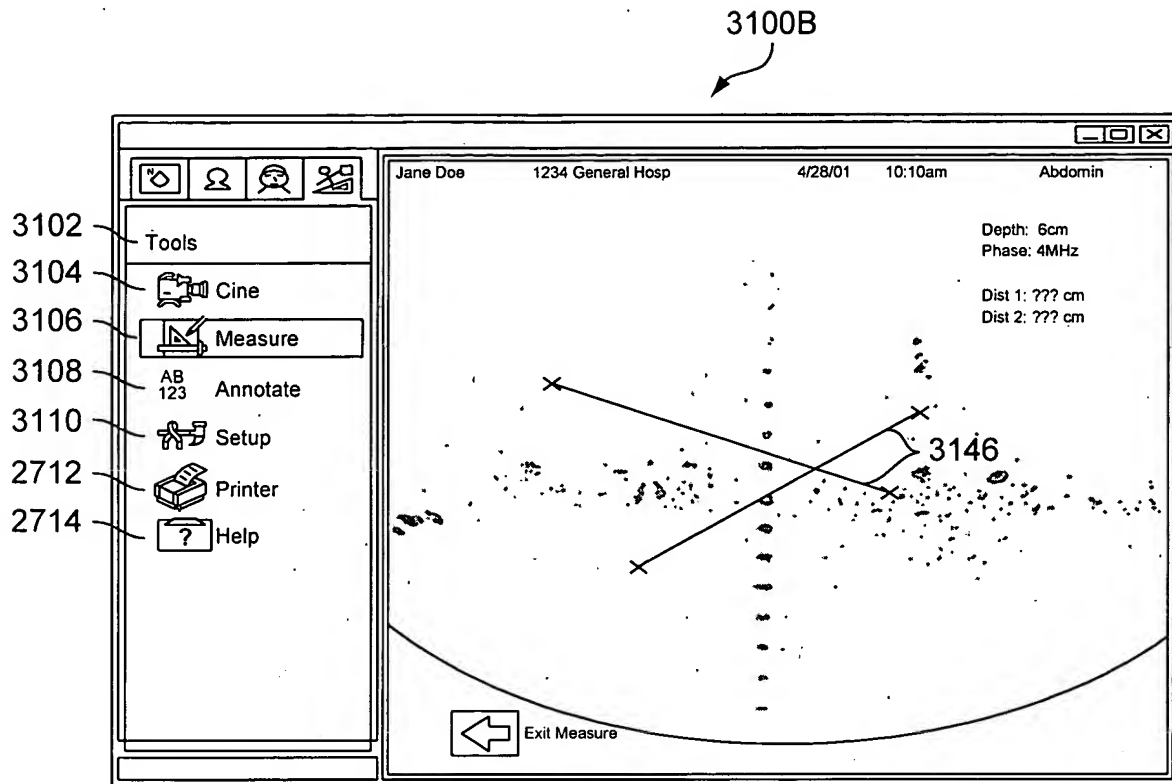 3100B
Jane Doe 1234 General Hosp 4/28/01 10:10am Abdomin
3102 Tools
3104 Cine
3106 Measure
3108 AB 123 Annotate
3110 Setup
2712 Printer
2714 ? Help
Depth: 6cm
Phase: 4MHz
Dist 1: ??? cm
Dist 2: ??? cm
3146
Exit Measure
N